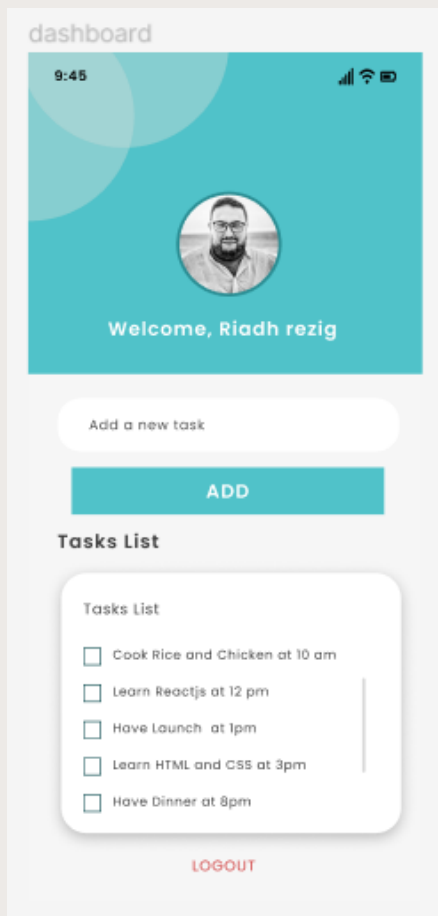 dashboard
9:45
Welcome, Riadh rezig
Add a new task
ADD
Tasks List
Tasks List
Cook Rice and Chicken at 10 am
Learn Reactjs at 12 pm
Have Launch at 1pm
Learn HTML and CSS at 3pm
Have Dinner at 8pm
LOGOUT